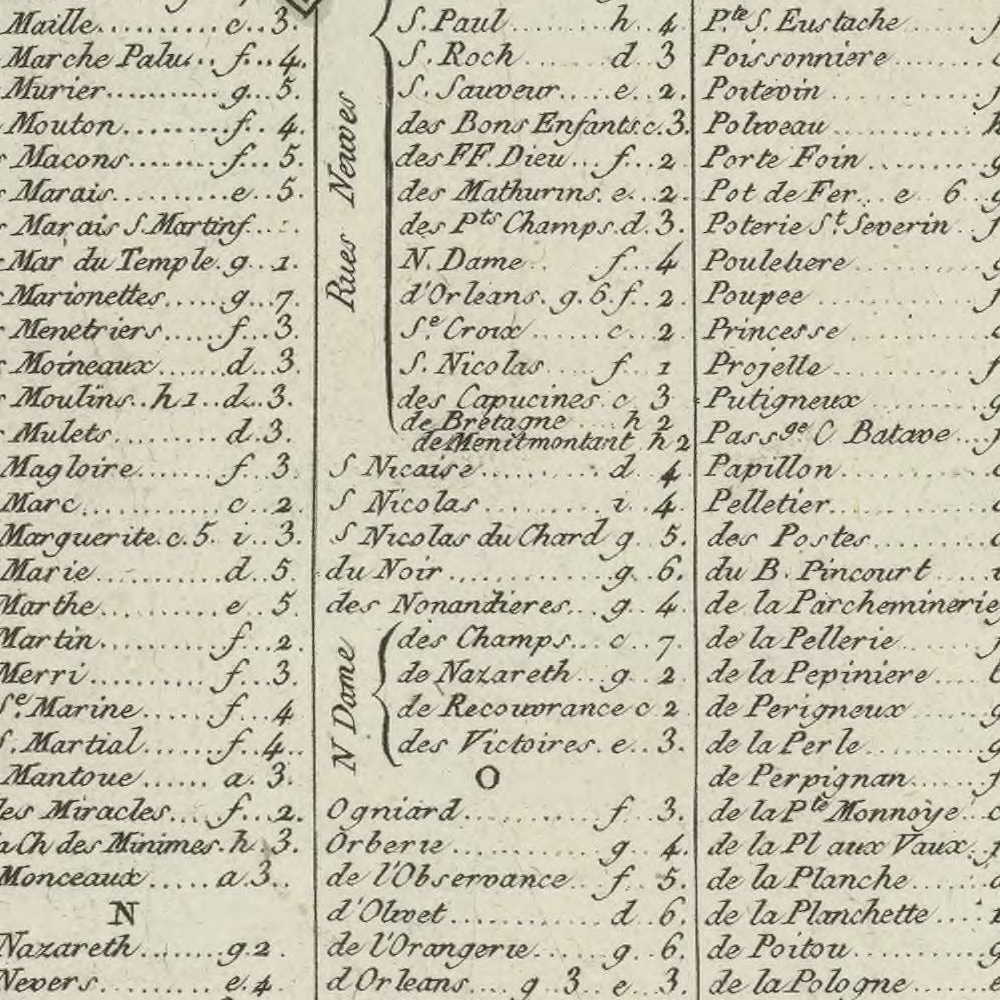 Maille.......... c.. 3.
Marche Palu... f... 4.
Murier........... g... 5.
Mouton......... f.. 4.
Macons........ f... 5.
Marais.......... e.. 5.
Marais S. Martin f...
Mar du Temple. g.. 1.
Marionettes...... g.. 7.
Menetriers....... f... 3.
Moineaux....... d... 3.
Moulins.. h 1.. d... 3.
Mulets......... d. 3.
Magloire....... f.. 3.
Marc............ c.. 2.
Marguerite. c. 5. i.. 3.
Marie........... d.. 5
Marthe......... e.. 5.
Martin......... f.. 2.
Merri.......... f... 3.
Se. Marine...... f... 4
S. Martial...... f.. 4..
Mantoue...... a. 3.
des Miracles.... f... 2.
la Ch des Minimes. h.. 3.
Monceaux..... a. 3..
N
Nazareth....... g. 2.
Nevers......... e. 4
Rues Neuves
S. Paul........ h.. 4.
S. Roch...... d. 3
S. Sauveur..... e.. 2.
des Bons Enfants. c. 3.
des FF. Dieu... f... 2
des Mathurins. e... 2.
des Pts Champs. d. 3.
N. Dame.. f... 4
d'Orleans. g. 6. f.. 2.
Se Croix...... c.. 2
S. Nicolas..... f.. 1
des Capucines. c 3
de Bretagne h 2
de Menilmontant h 2
S Nicaise......... d 4
S Nicolas......... i.. 4.
S Nicolas du Chard g. 5.
du Noir........... g.. 6.
des Nonandieres... g.. 4
N Dame
des Champs... c.. 7.
de Nazareth... g.. 2
de Recouvrance c 2
des Victoires. e.. 3.
O
Ogniard.......... f.. 3.
Orberie.......... g.. 4.
de l'Observance.. f.. 5.
d'Olivet.......... d.. 6.
de l'Orangerie...... g.. 6.
d'Orleans.... g.. 3.. e.. 3.
Pte S. Eustache
Poissonniere
Poitevin
Poliveau
Porte Foin
Pot de Fer... e 6
Poterie St. Severin
Pouletiere
Poupee
Princesse
Projelle
Putigneux
Passge C Batave
Papillon
Pelletier
des Postes
du B. Pincourt
de la Parcheminerie
de la Pellerie
de la Pepiniere
de Perigneux
de la Perle
de Perpignan
de la Pte Monnoye
de la Pl aux Vaux
de la Planche
de la Planchette
de Poitou
de la Pologne